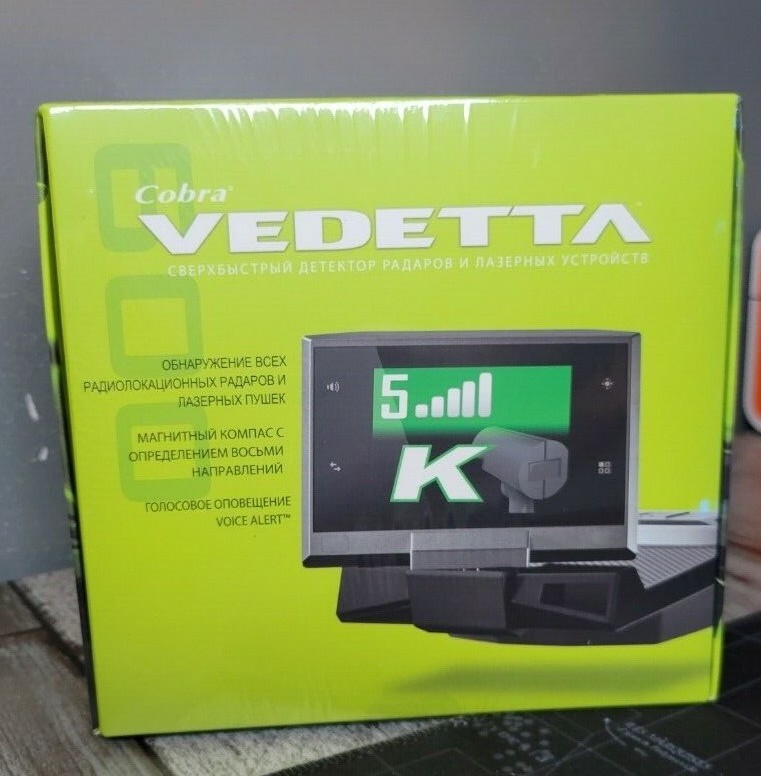 Cobra®
VEDETTA
СВЕРХБЫСТРЫЙ ДЕТЕКТОР РАДАРОВ И ЛАЗЕРНЫХ УСТРОЙСТВ
ОБНАРУЖЕНИЕ ВСЕХ
РАДИОЛОКАЦИОННЫХ РАДАРОВ И
ЛАЗЕРНЫХ ПУШЕК
МАГНИТНЫЙ КОМПАС С
ОПРЕДЕЛЕНИЕМ ВОСЬМИ
НАПРАВЛЕНИЙ
ГОЛОСОВОЕ ОПОВЕЩЕНИЕ
VOICE ALERT™
5
K